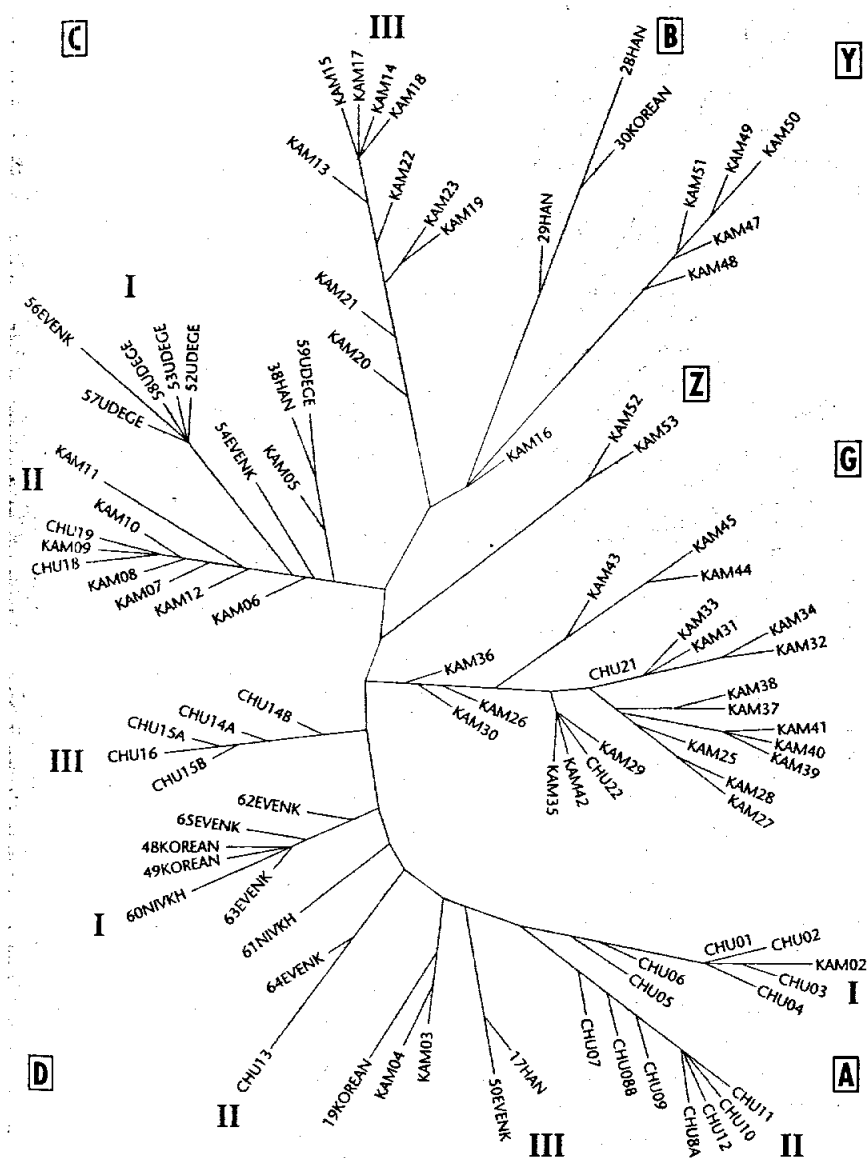 C
III
B
Y
KAM15
KAM17
KAM14
KAM18
KAM13
KAM22
KAM23
KAM19
KAM21
KAM20
28HAN
30KOREAN
29HAN
KAM51
KAM49
KAM50
KAM47
KAM48
KAM16
I
56EVENK
58UDEGE
53UDEGE
52UDEGE
57UDEGE
54EVENK
38HAN
59UDEGE
KAM05
II
KAM11
KAM10
CHU19
KAM09
CHU18
KAM08
KAM07
KAM12
KAM06
Z
KAM52
KAM53
G
KAM45
KAM44
KAM43
KAM36
KAM30
KAM26
CHU21
KAM33
KAM31
KAM34
KAM32
KAM38
KAM37
KAM41
KAM40
KAM39
KAM25
KAM28
KAM27
KAM29
CHU22
KAM42
KAM35
III
CHU14B
CHU14A
CHU15A
CHU16
CHU15B
62EVENK
65EVENK
48KOREAN
49KOREAN
60NIVKH
63EVENK
I
61NIVKH
64EVENK
CHU13
II
D
19KOREAN
KAM04
KAM03
50EVENK
17HAN
III
CHU01
CHU02
KAM02
CHU03
CHU04
I
CHU06
CHU05
CHU07
CHU08B
CHU09
CHU11
CHU10
CHU12
CHU8A
II
A